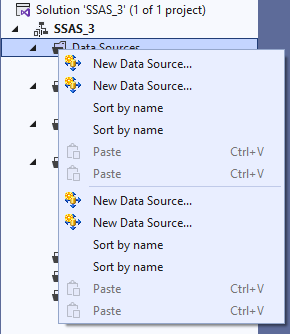 Solution 'SSAS_3' (1 of 1 project)
SSAS_3
Data Sources
New Data Source...
New Data Source...
Sort by name
Sort by name
Paste Ctrl+V
Paste Ctrl+V
New Data Source...
New Data Source...
Sort by name
Sort by name
Paste Ctrl+V
Paste Ctrl+V